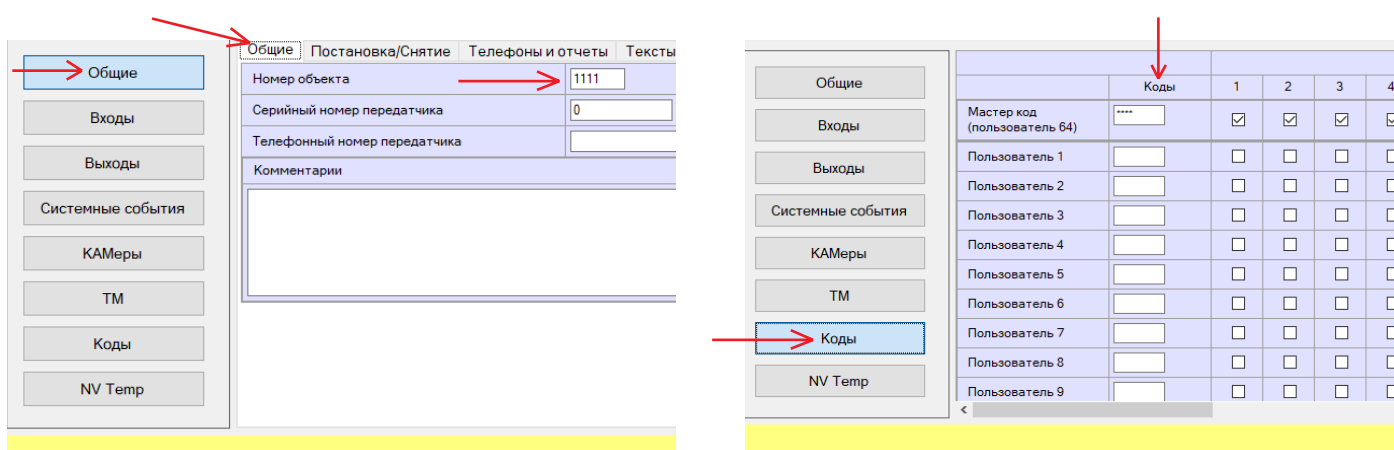 Общие
Входы
Выходы
Системные события
КАМеры
ТМ
Коды
NV Temp
Общие Постановка/Снятие Телефоны и отчеты Тексты
Номер объекта 1111
Серийный номер передатчика 0
Телефонный номер передатчика
Комментарии
Общие
Входы
Выходы
Системные события
КАМеры
ТМ
Коды
NV Temp
Коды 1 2 3 4
Мастер код ****
(пользователь 64)
Пользователь 1
Пользователь 2
Пользователь 3
Пользователь 4
Пользователь 5
Пользователь 6
Пользователь 7
Пользователь 8
Пользователь 9